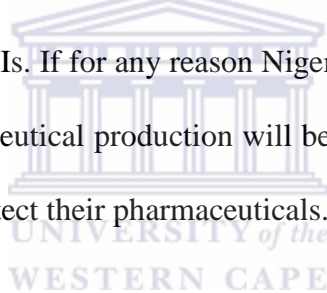 Is. If for any reason Niger
eutical production will be
tect their pharmaceuticals.
UNIVERSITY of the
WESTERN CAPE